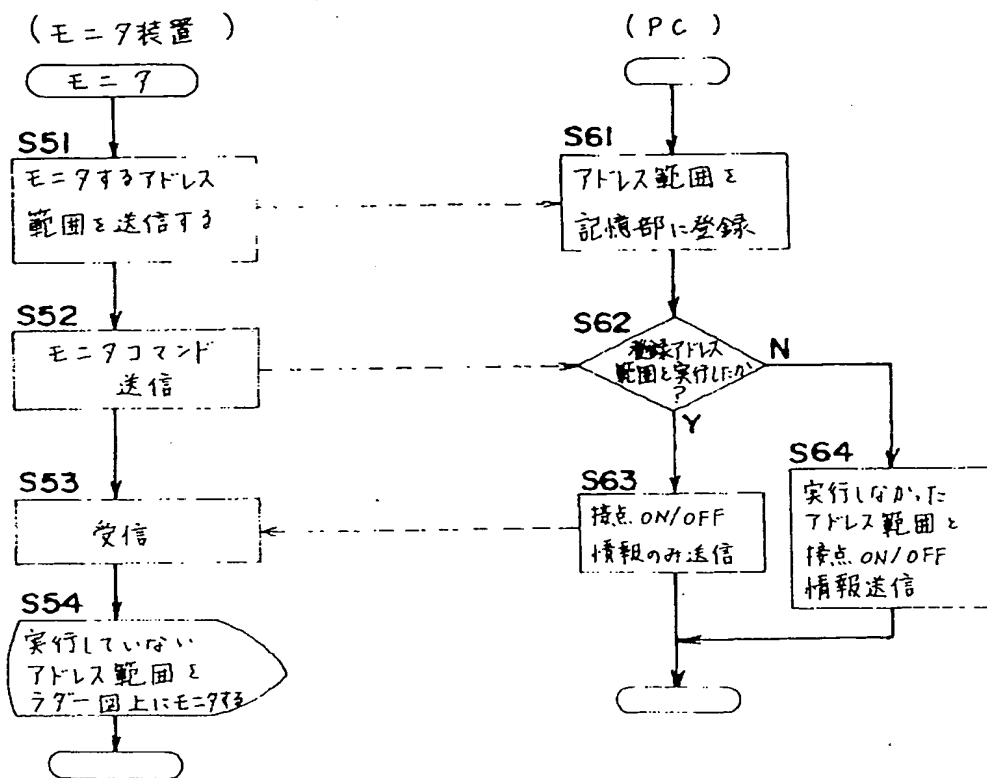 (モニタ装置)
モニタ
S51
モニタするアドレス
範囲を送信する
S52
モニタコマンド
送信
S53
受信
S54
実行していない
アドレス範囲を
ラダー図上にモニタする
(PC)
S61
アドレス範囲を
記憶部に登録
S62
登録アドレス
範囲を実行したか
?
N
Y
S63
接点ON/OFF
情報のみ送信
S64
実行しなかった
アドレス範囲と
接点ON/OFF
情報送信